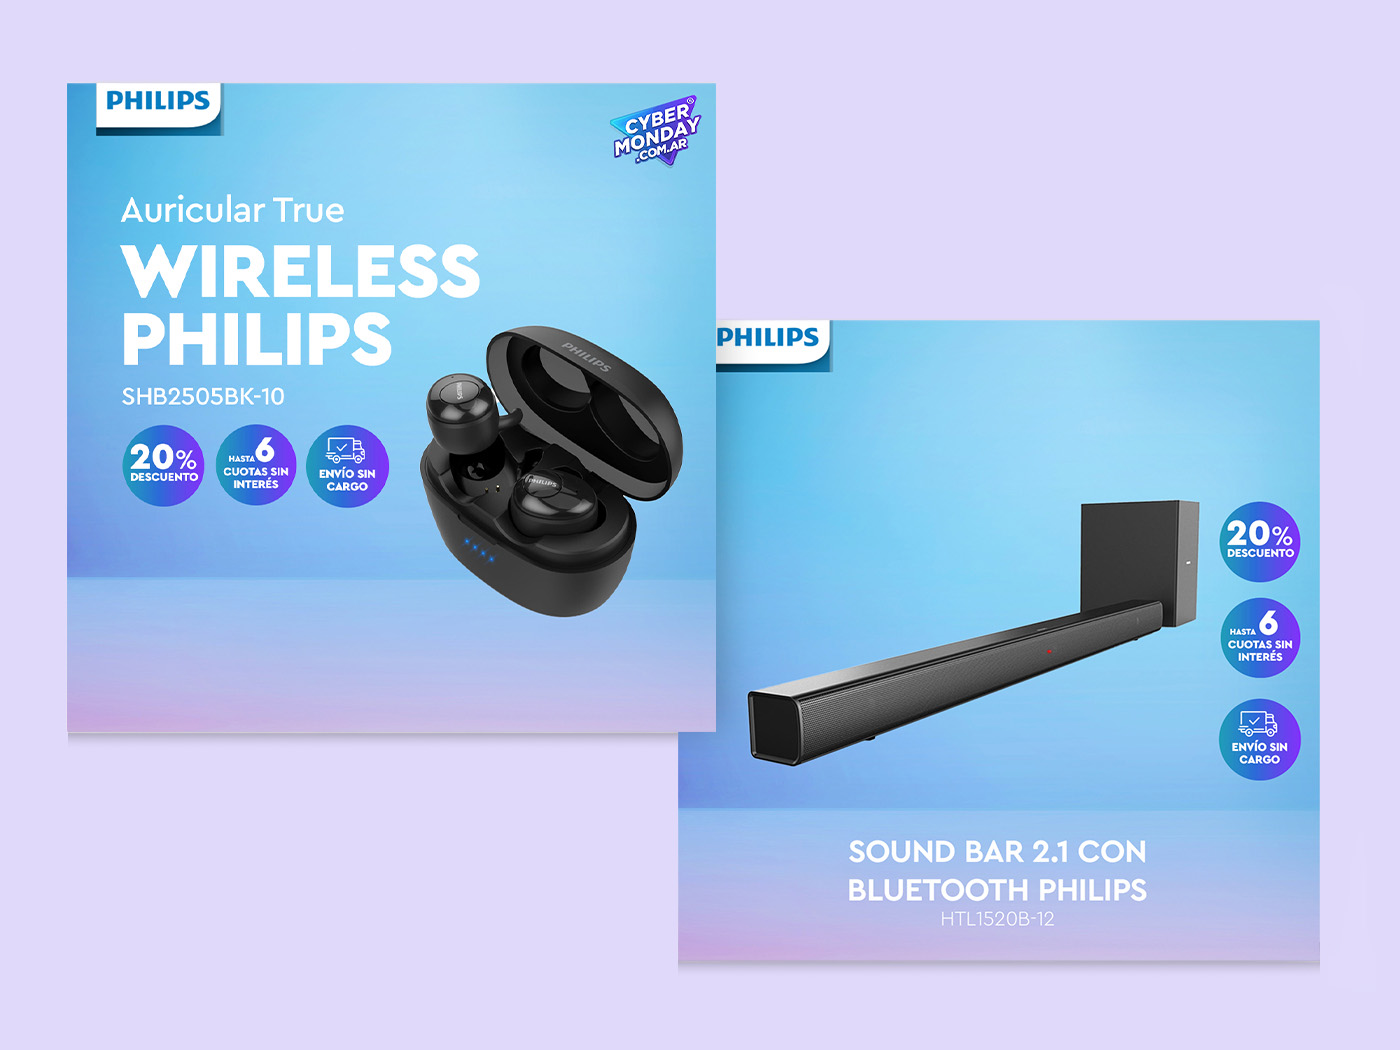 PHILIPS
CYBER
MONDAY
.COM.AR
Auricular True
WIRELESS
PHILIPS
SHB2505BK-10
20%
DESCUENTO
HASTA 6
CUOTAS SIN
INTERÉS
ENVÍO SIN
CARGO
PHILIPS
PHILIPS
PHILIPS
PHILIPS
20%
DESCUENTO
HASTA 6
CUOTAS SIN
INTERÉS
ENVÍO SIN
CARGO
SOUND BAR 2.1 CON
BLUETOOTH PHILIPS
HTL1520B-12